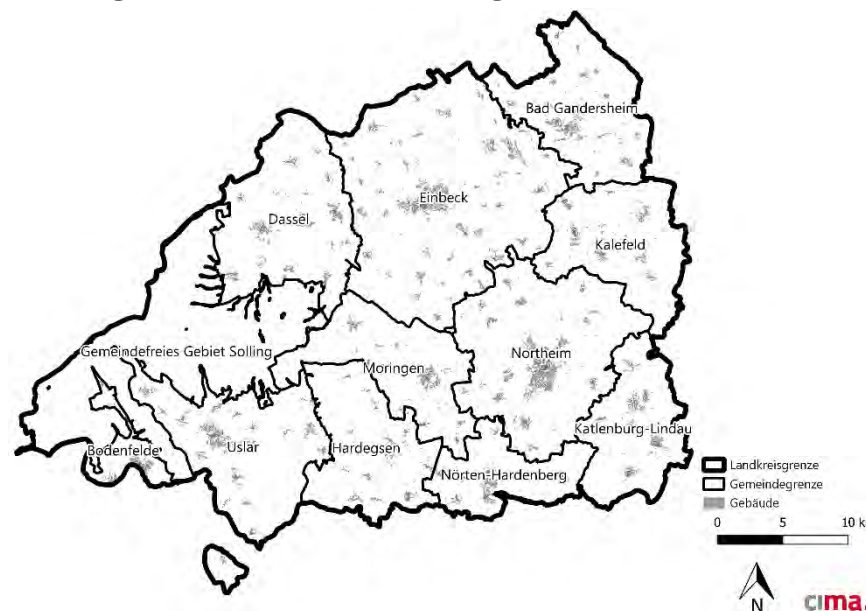 Bad Gandersheim
Einbeck
Dassel
Kalefeld
Gemeindefreies Gebiet Solling
Moringen
Northeim
Bodenfelde
Uslar
Hardegsen
Katlenburg-Lindau
Nörten-Hardenberg
Landkreisgrenze
Gemeindegrenze
Gebäude
0 5 10 k
N
cima.